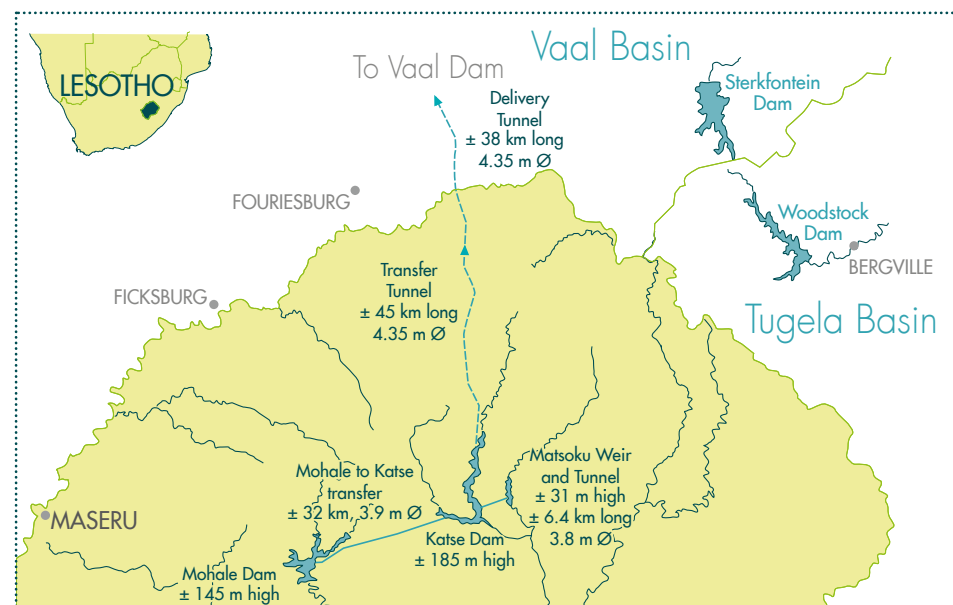 LESOTHO
To Vaal Dam
Vaal Basin
Delivery
Tunnel
± 38 km long
4.35 m Ø
Sterkfontein
Dam
FOURIESBURG
Woodstock
Dam
BERGVILLE
Tugela Basin
FICKSBURG
Transfer
Tunnel
± 45 km long
4.35 m Ø
Mohale to Katse
transfer
± 32 km, 3.9 m Ø
Matsoku Weir
and Tunnel
± 31 m high
± 6.4 km long
3.8 m Ø
MASERU
Katse Dam
± 185 m high
Mohale Dam
± 145 m high